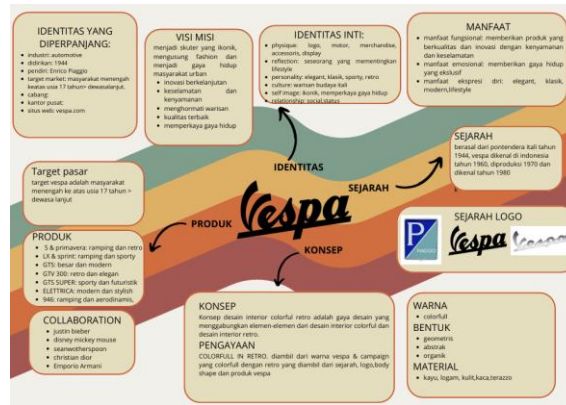 IDENTITAS YANG
DIPERPANJANG:
industri: automotive
didirikan: 1944
pendiri: Enrico Piaggio
target market: masyarakat menengah
keatas usia 17 tahun> dewasalanjut.
cabang:
kantor pusat:
situs web: vespa.com
VISI MISI
menjadi skuter yang ikonik,
mengusung fashion dan
menjadi gaya hidup
masyarakat urban
inovasi berkelanjutan
keselamatan dan
kenyamanan
menghormati warisan
kualitas terbaik
memperkaya gaya hidup
IDENTITAS INTI:
physique: logo, motor, merchandise,
accessoris, display
reflection: seseorang yang mementingkan
lifestyle
personality: elegant, klasik, sporty, retro
culture: warisan budaya itali
self image: ikonik, memperkaya gaya hidup
relationship: social status
MANFAAT
manfaat fungsional: memberikan produk yang
berkualitas dan inovasi dengan kenyamanan
dan keselamatan
manfaat emosional: memberikan gaya hidup
yang ekslusif
manfaat ekspresi diri: elegant, klasik,
modern,lifestyle
SEJARAH
berasal dari pontendera itali tahun
1944, vespa dikenal di indonesia
tahun 1960, diproduksi 1970 dan
dikenal tahun 1980
IDENTITAS
SEJARAH
PRODUK
Vespa
KONSEP
Target pasar
target vespa adalah masyarakat
menengah ke atas usia 17 tahun >
dewasa lanjut
PRODUK
S & primavera: ramping dan retro
LX & sprint: ramping dan sporty
GTS: besar dan modern
GTV 300: retro dan elegan
GTS SUPER: sporty dan futuristik
ELETTRICA: modern dan stylish
946: ramping dan aerodinamis,
COLLABORATION
justin bieber
disney mickey mouse
seanwotherspoon
christian dior
Emporio Armani
SEJARAH LOGO
P
PIAGGIO
Vespa
Vespa
KONSEP
Konsep desain interior colorful retro adalah gaya desain yang
menggabungkan elemen-elemen dari desain interior colorful dan
desain interior retro.
PENGAYAAN
COLORFULL IN RETRO. diambil dari warna vespa & campaign
yang colorful dengan retro yang diambil dari sejarah, logo,body
shape dan produk vespa
WARNA
colorfull
BENTUK
geometris
abstrak
organik
MATERIAL
kayu, logam, kulit,kaca,terazzo